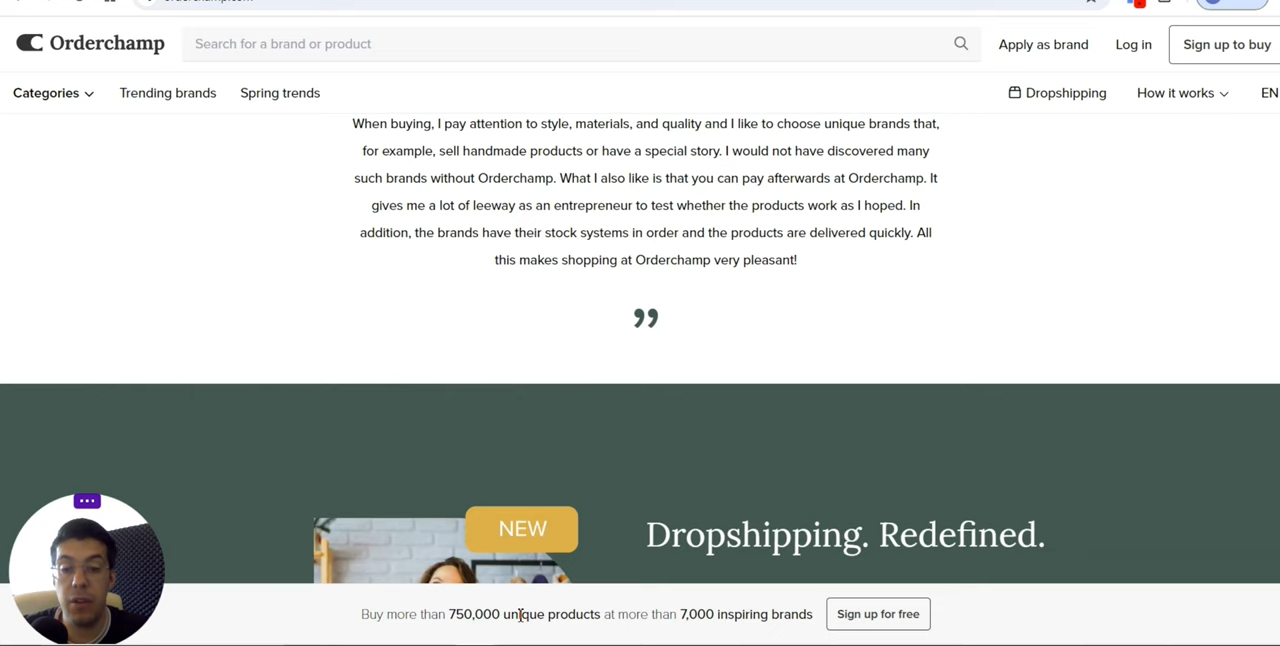 Orderchamp
Search for a brand or product
Apply as brand
Log in
Sign up to buy
Categories
Trending brands
Spring trends
Dropshipping
How it works
EN
When buying, I pay attention to style, materials, and quality and I like to choose unique brands that,
for example, sell handmade products or have a special story. I would not have discovered many
such brands without Orderchamp. What I also like is that you can pay afterwards at Orderchamp. It
gives me a lot of leeway as an entrepreneur to test whether the products work as I hoped. In
addition, the brands have their stock systems in order and the products are delivered quickly. All
this makes shopping at Orderchamp very pleasant!
”
NEW
Dropshipping. Redefined.
Buy more than 750,000 unique products at more than 7,000 inspiring brands
Sign up for free